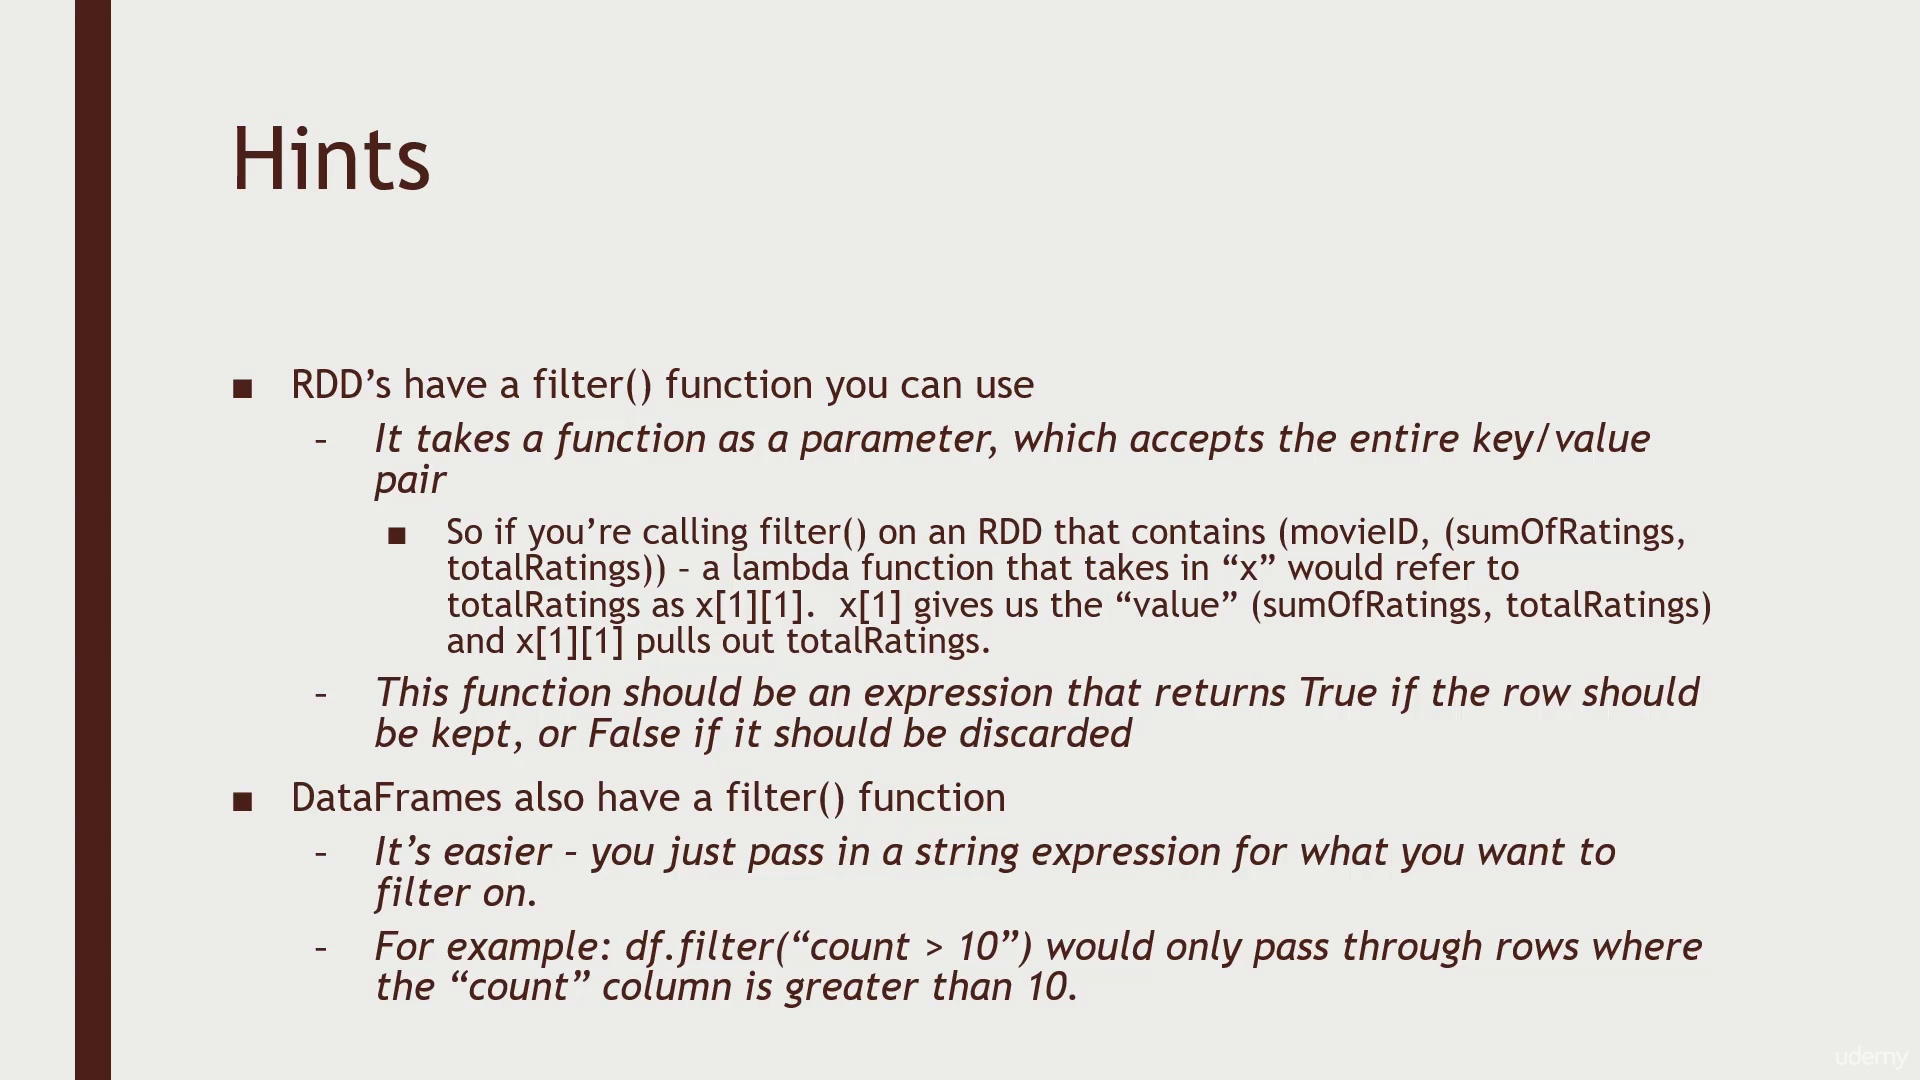 Hints
■ RDD’s have a filter() function you can use
– It takes a function as a parameter, which accepts the entire key/value
pair
■ So if you’re calling filter() on an RDD that contains (movieID, (sumOfRatings,
totalRatings)) – a lambda function that takes in “x” would refer to
totalRatings as x[1][1].  x[1] gives us the “value” (sumOfRatings, totalRatings)
and x[1][1] pulls out totalRatings.
– This function should be an expression that returns True if the row should
be kept, or False if it should be discarded
■ DataFrames also have a filter() function
– It’s easier – you just pass in a string expression for what you want to
filter on.
– For example: df.filter(“count > 10”) would only pass through rows where
the “count” column is greater than 10.
udemy